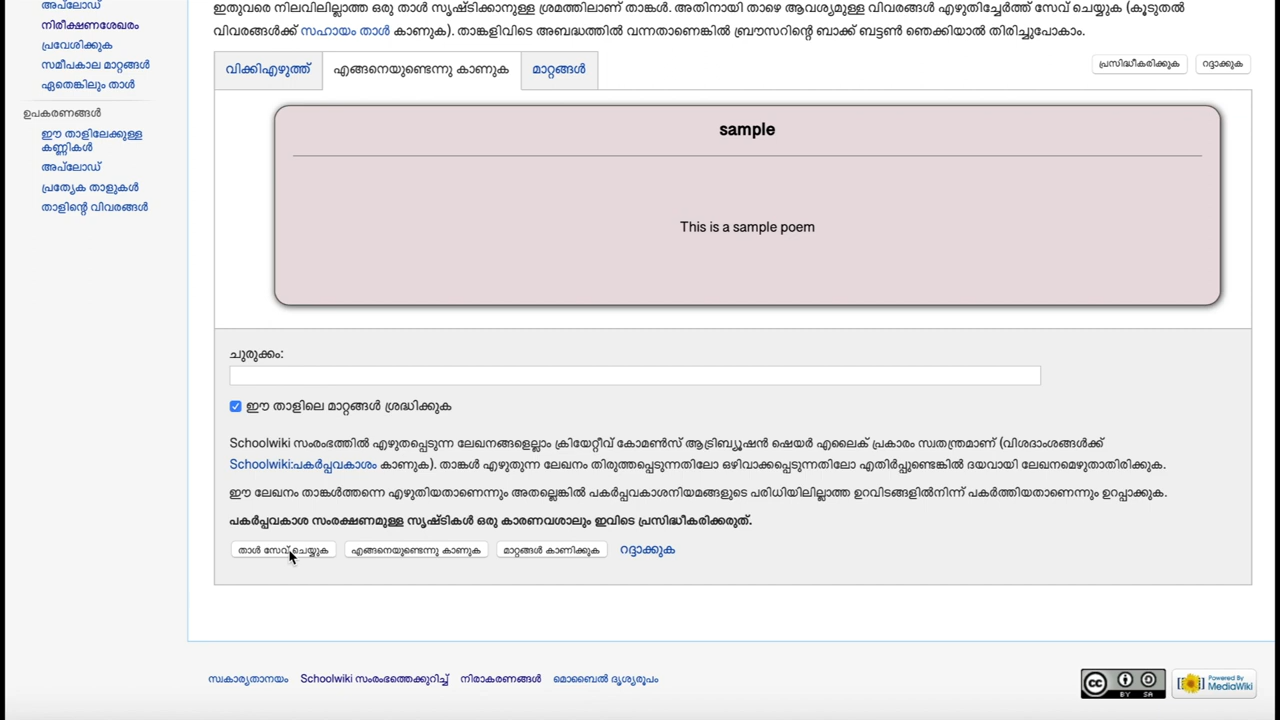 അപ്‌ലോഡ്
നിരീക്ഷണശേഖരം
പ്രവേശിക്കുക
സമീപകാല മാറ്റങ്ങൾ
ഏതെങ്കിലും താൾ
ഉപകരണങ്ങൾ
ഈ താളിലേക്കുള്ള
കണ്ണികൾ
അപ്‌ലോഡ്
പ്രത്യേക താളുകൾ
താളിന്റെ വിവരങ്ങൾ
ഇതുവരെ നിലവിലില്ലാത്ത ഒരു താൾ സൃഷ്ടിക്കാനുള്ള ശ്രമത്തിലാണ് താങ്കൾ. അതിനായി താഴെ ആവശ്യമുള്ള വിവരങ്ങൾ എഴുതിച്ചേർത്ത് സേവ് ചെയ്യുക (കൂടുതൽ
വിവരങ്ങൾക്ക് സഹായം താൾ കാണുക). താങ്കളിവിടെ അബദ്ധത്തിൽ വന്നതാണെങ്കിൽ ബ്രൗസറിന്റെ ബാക്ക് ബട്ടൺ ഞെക്കിയാൽ തിരിച്ചുപോകാം.
വിക്കിഎഴുത്ത് എങ്ങനെയുണ്ടെന്നു കാണുക മാറ്റങ്ങൾ പ്രസിദ്ധീകരിക്കുക റദ്ദാക്കുക
sample
This is a sample poem
ചുരുക്കം:
ഈ താളിലെ മാറ്റങ്ങൾ ശ്രദ്ധിക്കുക
Schoolwiki സംരംഭത്തിൽ എഴുതപ്പെടുന്ന ലേഖനങ്ങളെല്ലാം ക്രിയേറ്റീവ് കോമൺസ് ആട്രിബ്യൂഷൻ ഷെയർ എലൈക് പ്രകാരം സ്വതന്ത്രമാണ് (വിശദാംശങ്ങൾക്ക്
Schoolwiki:പകർപ്പവകാശം കാണുക). താങ്കൾ എഴുതുന്ന ലേഖനം തിരുത്തപ്പെടുന്നതിലോ ഒഴിവാക്കപ്പെടുന്നതിലോ എതിർപ്പുണ്ടെങ്കിൽ ദയവായി ലേഖനമെഴുതാതിരിക്കുക.
ഈ ലേഖനം താങ്കൾത്തന്നെ എഴുതിയതാണെന്നും അതല്ലെങ്കിൽ പകർപ്പവകാശനിയമങ്ങളുടെ പരിധിയിലില്ലാത്ത ഉറവിടങ്ങളിൽനിന്ന് പകർത്തിയതാണെന്നും ഉറപ്പാക്കുക.
പകർപ്പവകാശ സംരക്ഷണമുള്ള സൃഷ്ടികൾ ഒരു കാരണവശാലും ഇവിടെ പ്രസിദ്ധീകരിക്കരുത്.
താൾ സേവ് ചെയ്യുക എങ്ങനെയുണ്ടെന്നു കാണുക മാറ്റങ്ങൾ കാണിക്കുക റദ്ദാക്കുക
സ്വകാര്യതാനയം Schoolwiki സംരംഭത്തെക്കുറിച്ച് നിരാകരണങ്ങൾ മൊബൈൽ ദൃശ്യരൂപം
cc BY SA Powered By MediaWiki